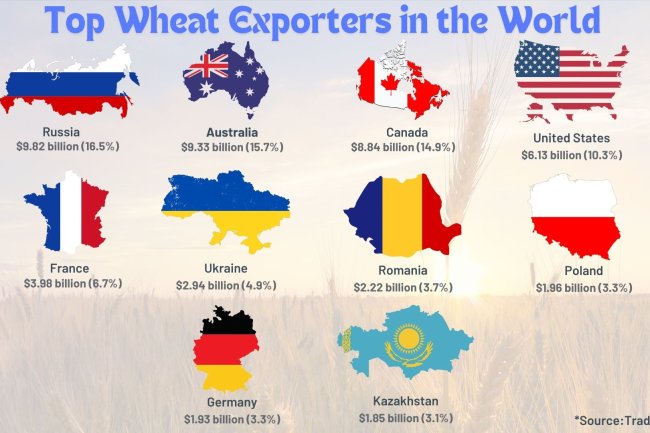 Top Wheat Exporters in the World
Russia
$9.82 billion (16.5%)
Australia
$9.33 billion (15.7%)
Canada
$8.84 billion (14.9%)
United States
$6.13 billion (10.3%)
France
$3.98 billion (6.7%)
Ukraine
$2.94 billion (4.9%)
Romania
$2.22 billion (3.7%)
Poland
$1.96 billion (3.3%)
Germany
$1.93 billion (3.3%)
Kazakhstan
$1.85 billion (3.1%)
*Source:Trad